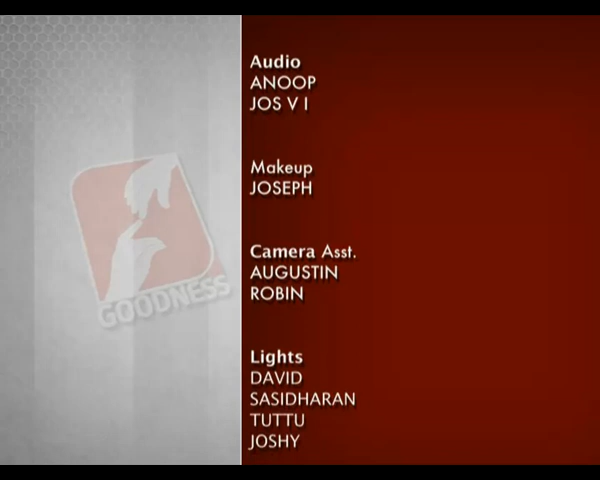 Audio
ANOOP
JOS V I
Makeup
JOSEPH
Camera Asst.
AUGUSTIN
ROBIN
GOODNESS
Lights
DAVID
SASIDHARAN
TUTTU
JOSHY